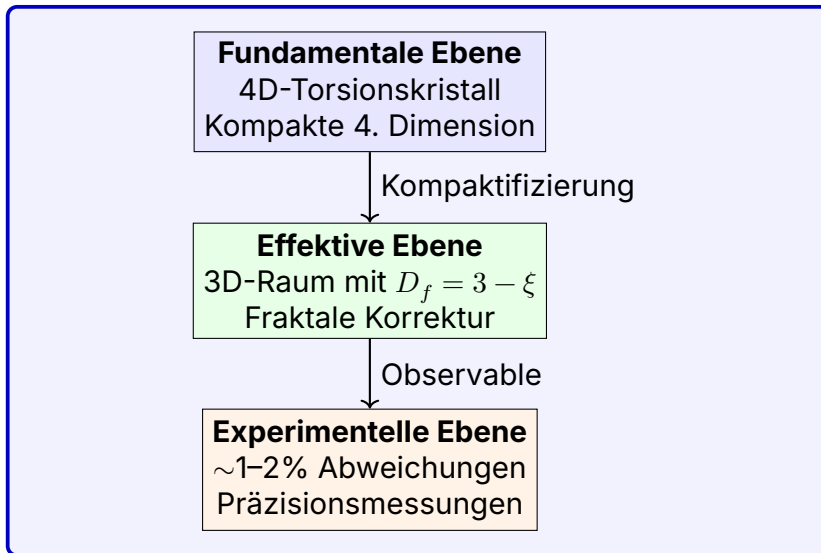 Fundamentale Ebene
4D-Torsionskristall
Kompakte 4. Dimension
Kompaktifizierung
Effektive Ebene
3D-Raum mit $D_f = 3 - \xi$
Fraktale Korrektur
Observable
Experimentelle Ebene
~1–2% Abweichungen
Präzisionsmessungen